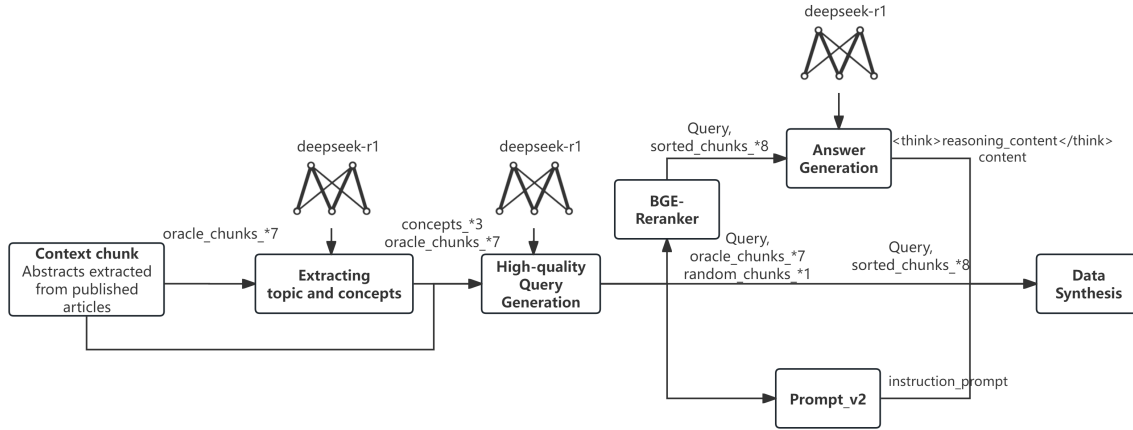 deepseek-r1
Query,
sorted_chunks_*8
Answer
Generation
<think>reasoning_content</think>
content
deepseek-r1
deepseek-r1
BGE-
Reranker
oracle_chunks_*7
concepts_*3
oracle_chunks_*7
Context chunk
Abstracts extracted
from published
articles
Extracting
topic and concepts
High-quality
Query
Generation
Query,
oracle_chunks_*7
random_chunks_*1
Query,
sorted_chunks_*8
Data
Synthesis
Prompt_v2
instruction_prompt